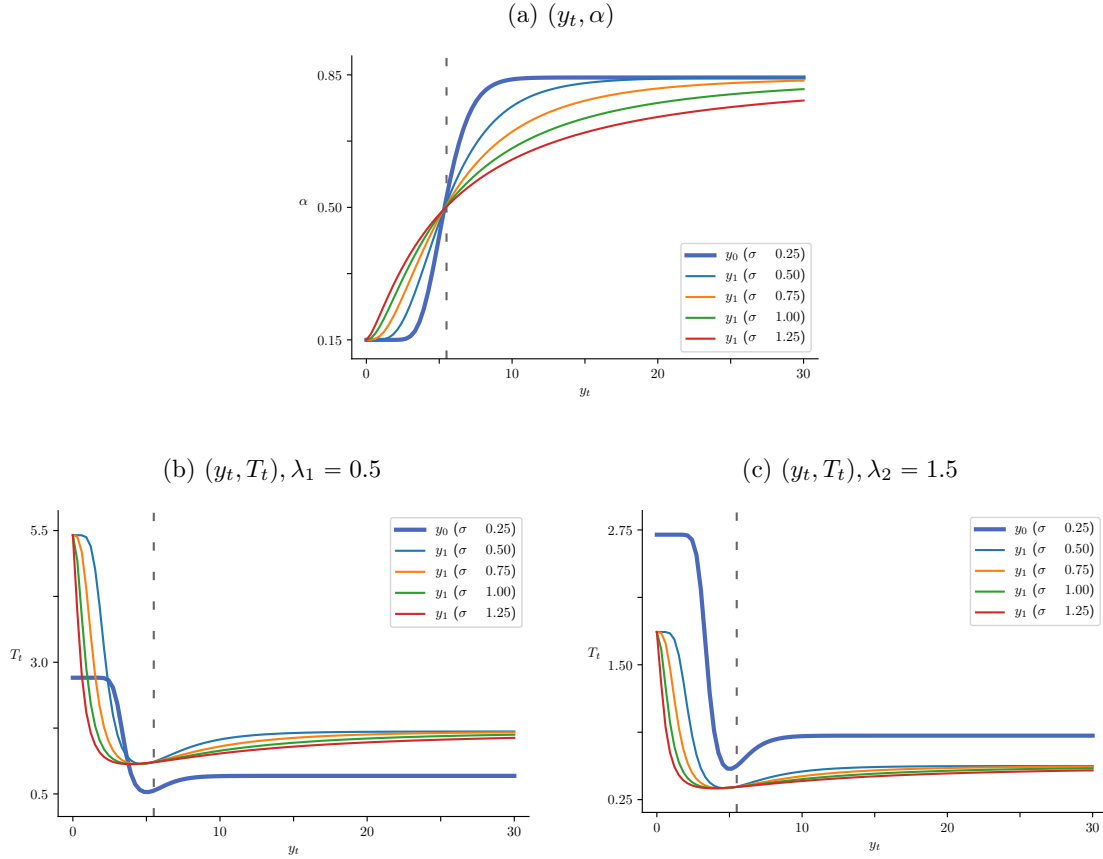 (a) (y_t, α)
0.85
0.50
α
0.15
0
10
20
30
y_t
y_0 (σ 0.25)
y_1 (σ 0.50)
y_1 (σ 0.75)
y_1 (σ 1.00)
y_1 (σ 1.25)
(b) (y_t, T_t), λ_1 = 0.5
5.5
3.0
T_t
0.5
0
10
20
30
y_t
y_0 (σ 0.25)
y_1 (σ 0.50)
y_1 (σ 0.75)
y_1 (σ 1.00)
y_1 (σ 1.25)
(c) (y_t, T_t), λ_2 = 1.5
2.75
1.50
T_t
0.25
0
10
20
30
y_t
y_0 (σ 0.25)
y_1 (σ 0.50)
y_1 (σ 0.75)
y_1 (σ 1.00)
y_1 (σ 1.25)